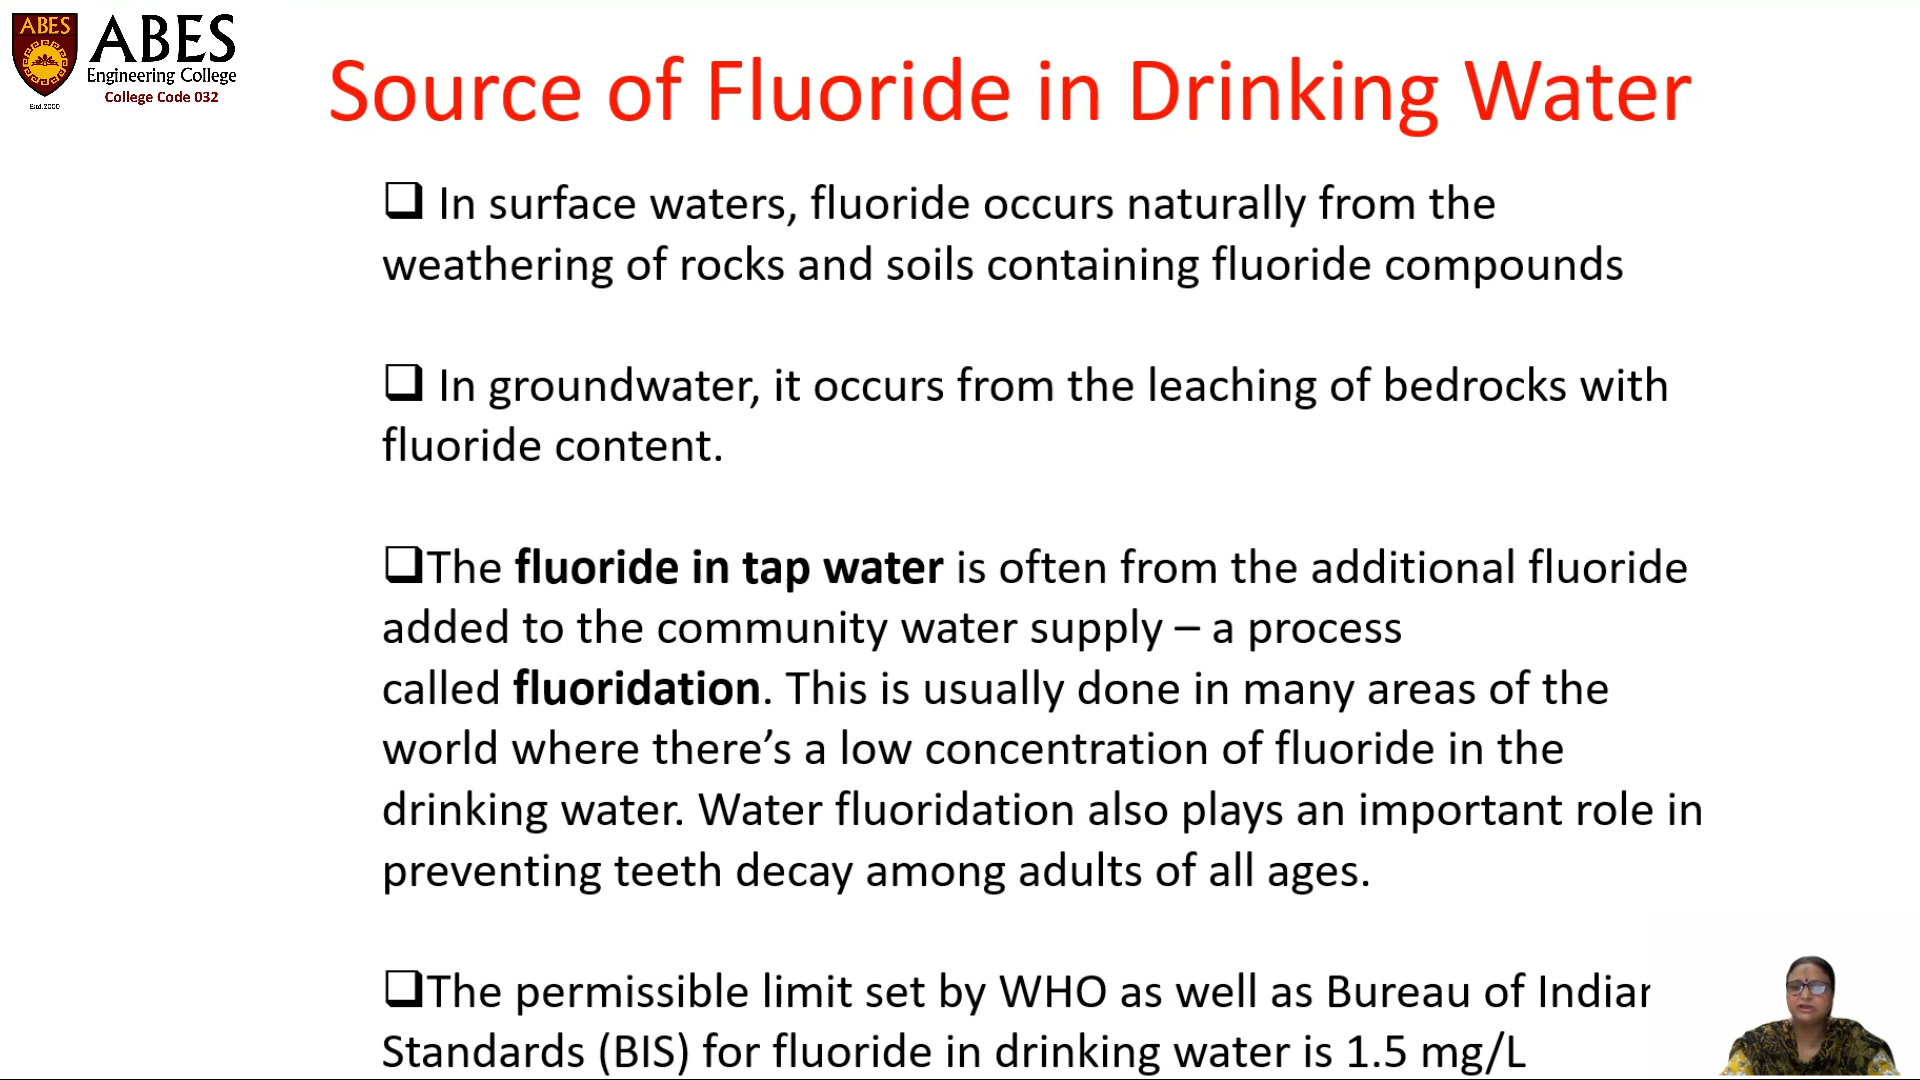 ABES
ABES
Engineering College
College Code 032
Estd.2000
Source of Fluoride in Drinking Water
In surface waters, fluoride occurs naturally from the
weathering of rocks and soils containing fluoride compounds
In groundwater, it occurs from the leaching of bedrocks with
fluoride content.
The fluoride in tap water is often from the additional fluoride
added to the community water supply – a process
called fluoridation. This is usually done in many areas of the
world where there’s a low concentration of fluoride in the
drinking water. Water fluoridation also plays an important role in
preventing teeth decay among adults of all ages.
The permissible limit set by WHO as well as Bureau of Indian
Standards (BIS) for fluoride in drinking water is 1.5 mg/L